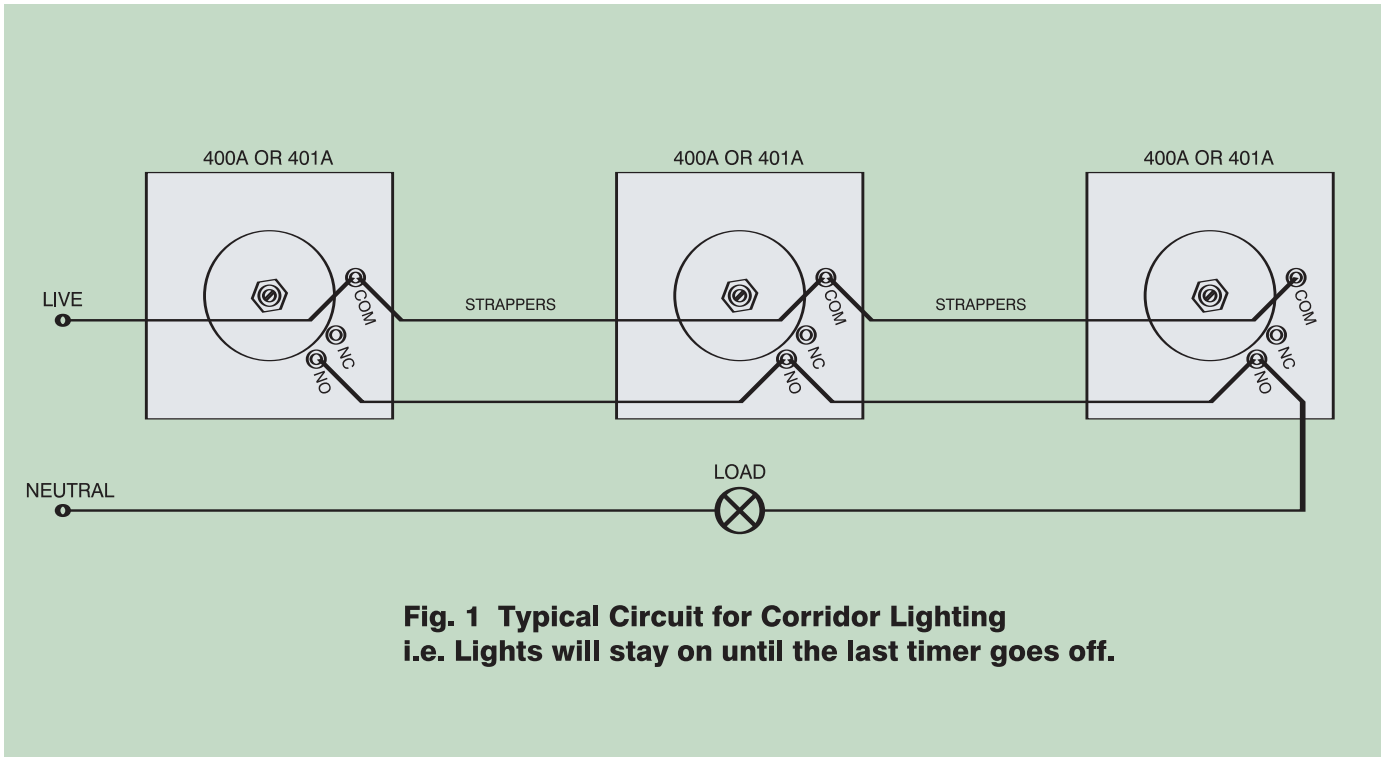 400A OR 401A 400A OR 401A 400A OR 401A
LIVE
COM
NC
NO
STRAPPERS
COM
NC
NO
STRAPPERS
COM
NC
NO
NEUTRAL
LOAD
Fig. 1 Typical Circuit for Corridor Lighting
i.e. Lights will stay on until the last timer goes off.